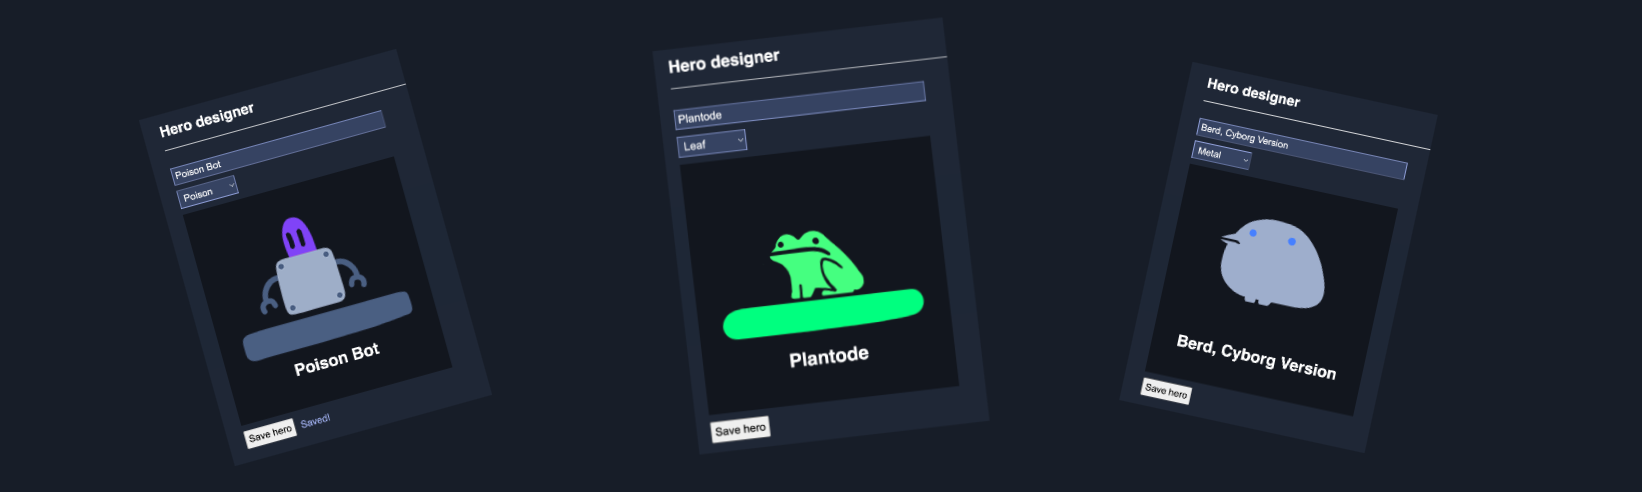 Hero designer
Poison Bot
Poison
Poison Bot
Save hero
Saved!
Hero designer
Plantode
Leaf
Plantode
Save hero
Hero designer
Berd, Cyborg Version
Metal
Berd, Cyborg Version
Save hero